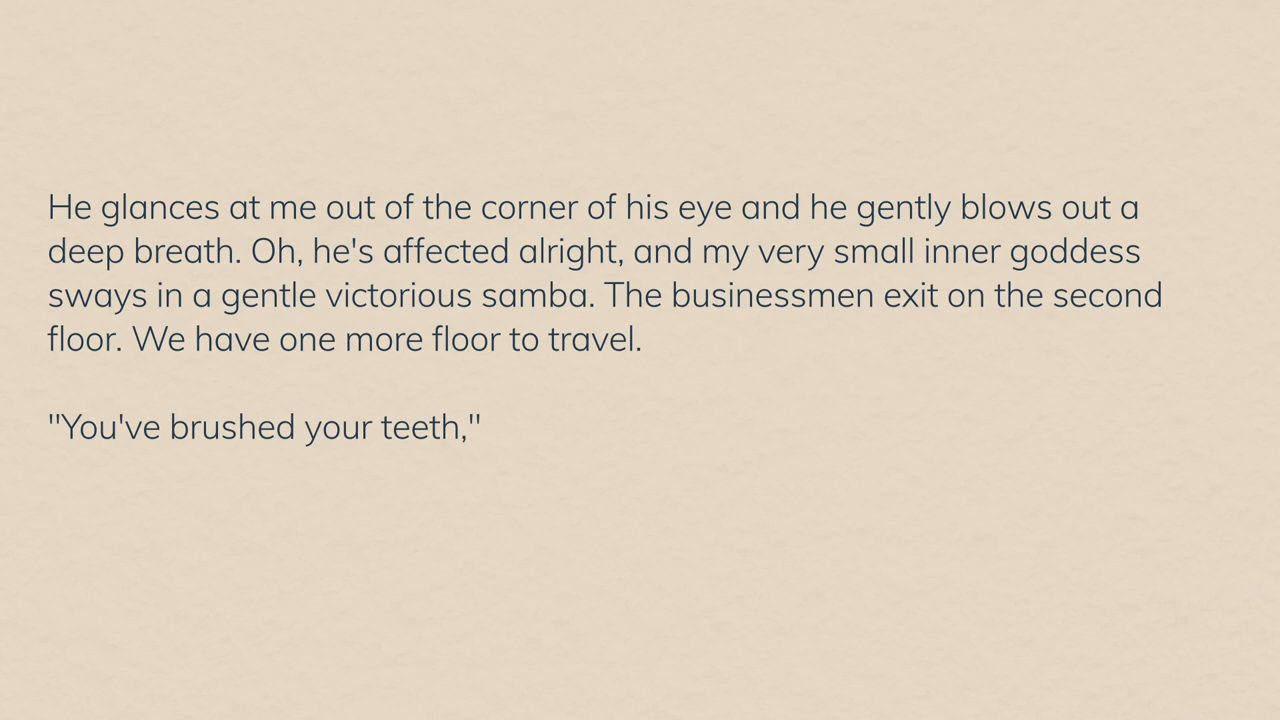 He glances at me out of the corner of his eye and he gently blows out a
deep breath. Oh, he's affected alright, and my very small inner goddess
sways in a gentle victorious samba. The businessmen exit on the second
floor. We have one more floor to travel.
"You've brushed your teeth,"